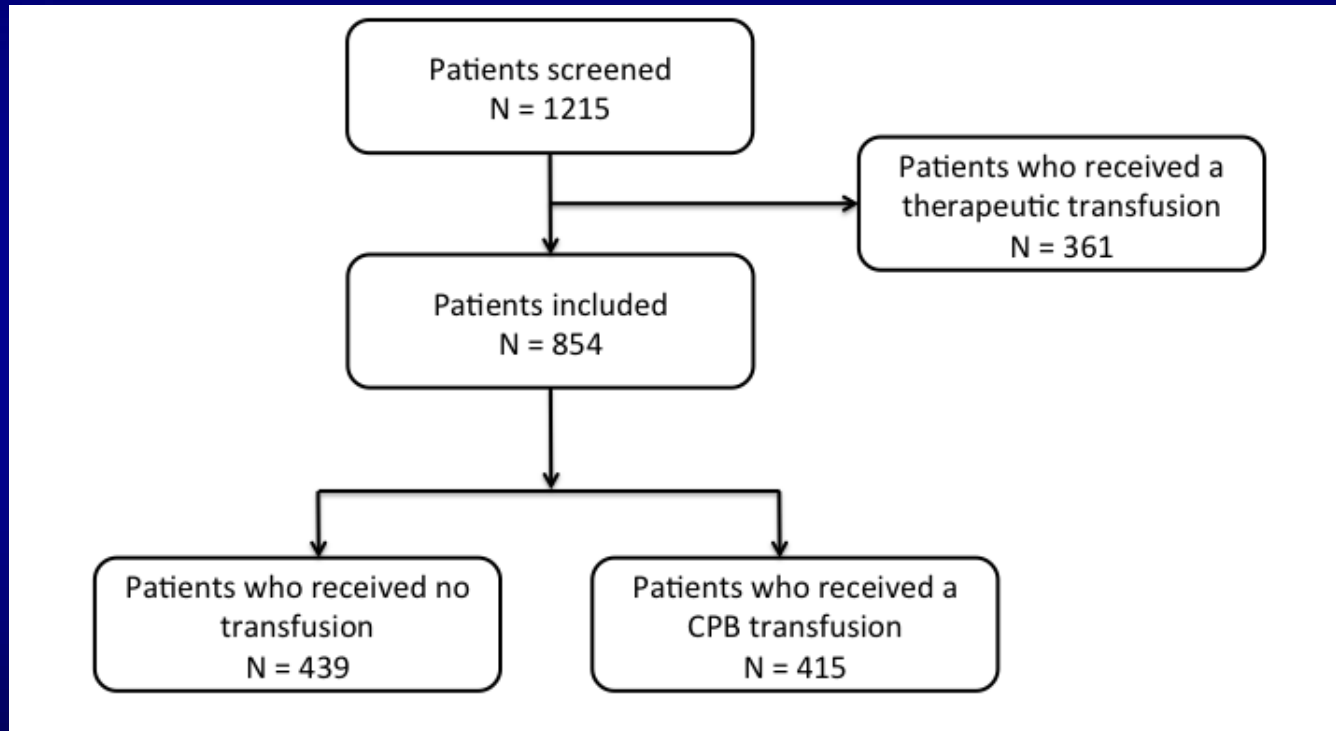 Patients screened
N = 1215
Patients who received a
therapeutic transfusion
N = 361
Patients included
N = 854
Patients who received no
transfusion
N = 439
Patients who received a
CPB transfusion
N = 415